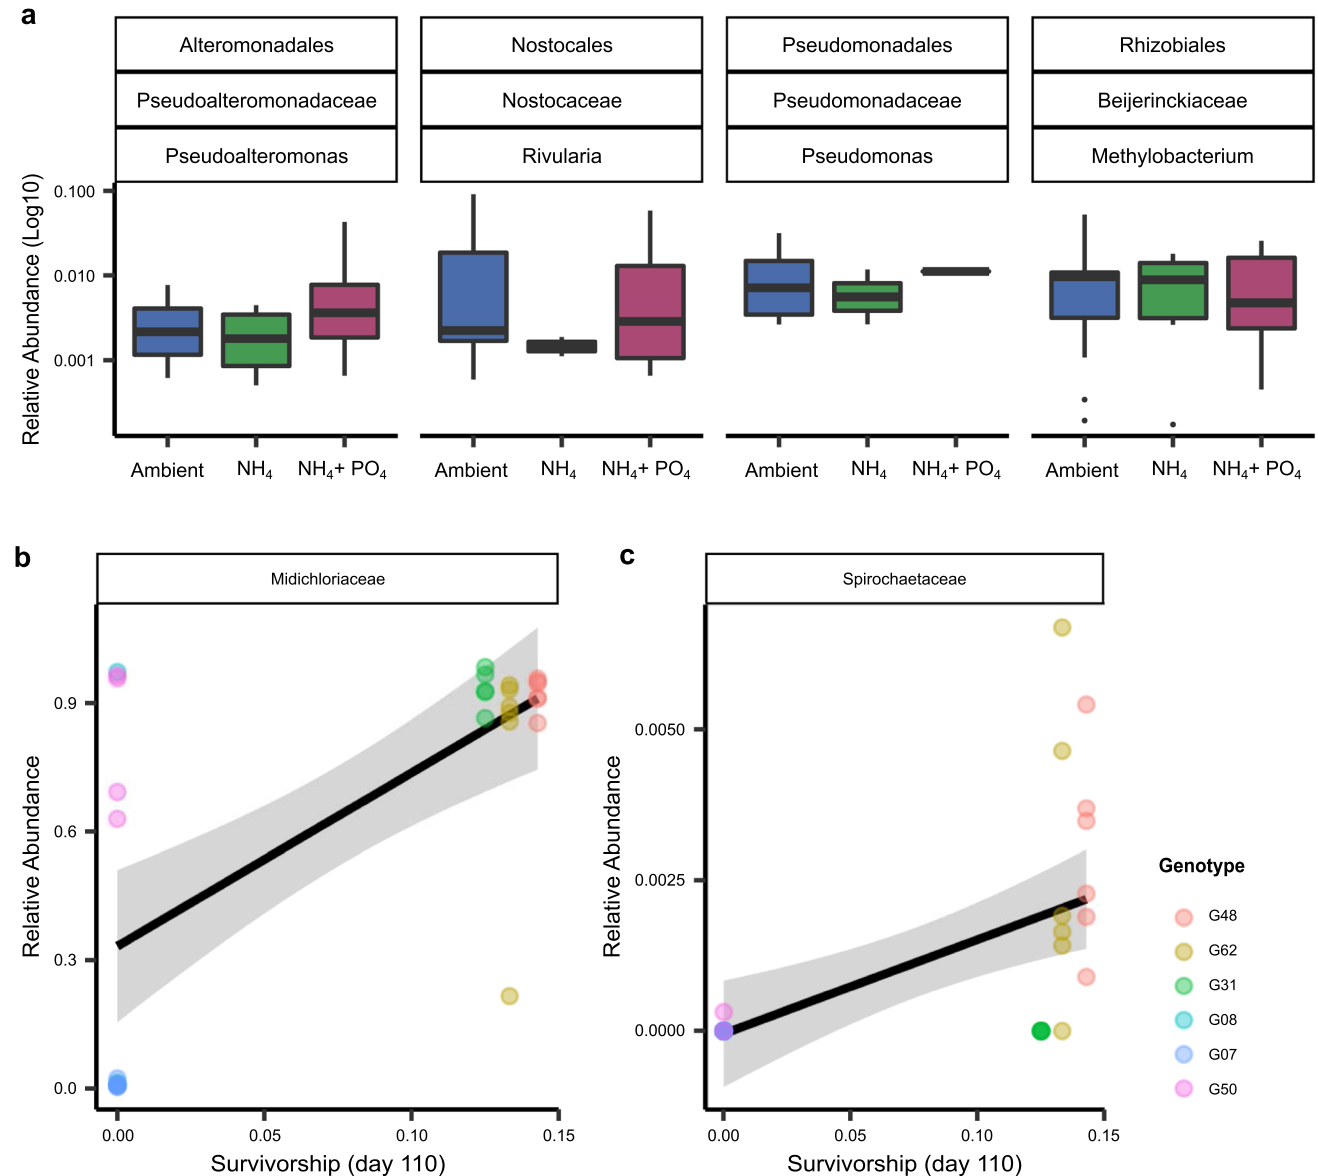 a
Alteromonadales Nostocales Pseudomonadales Rhizobiales
Pseudoalteromonadaceae Nostocaceae Pseudomonadaceae Beijerinckiaceae
Pseudoalteromonas Rivularia Pseudomonas Methylobacterium
Relative Abundance (Log10)
0.100
0.010
0.001
Ambient NH₄ NH₄+ PO₄ Ambient NH₄ NH₄+ PO₄ Ambient NH₄ NH₄+ PO₄ Ambient NH₄ NH₄+ PO₄
b
Midichloriaceae
Relative Abundance
0.9
0.6
0.3
0.0
0.00 0.05 0.10 0.15
Survivorship (day 110)
c
Spirochaetaceae
Relative Abundance
0.0050
0.0025
0.0000
0.00 0.05 0.10 0.15
Survivorship (day 110)
Genotype
G48
G62
G31
G08
G07
G50